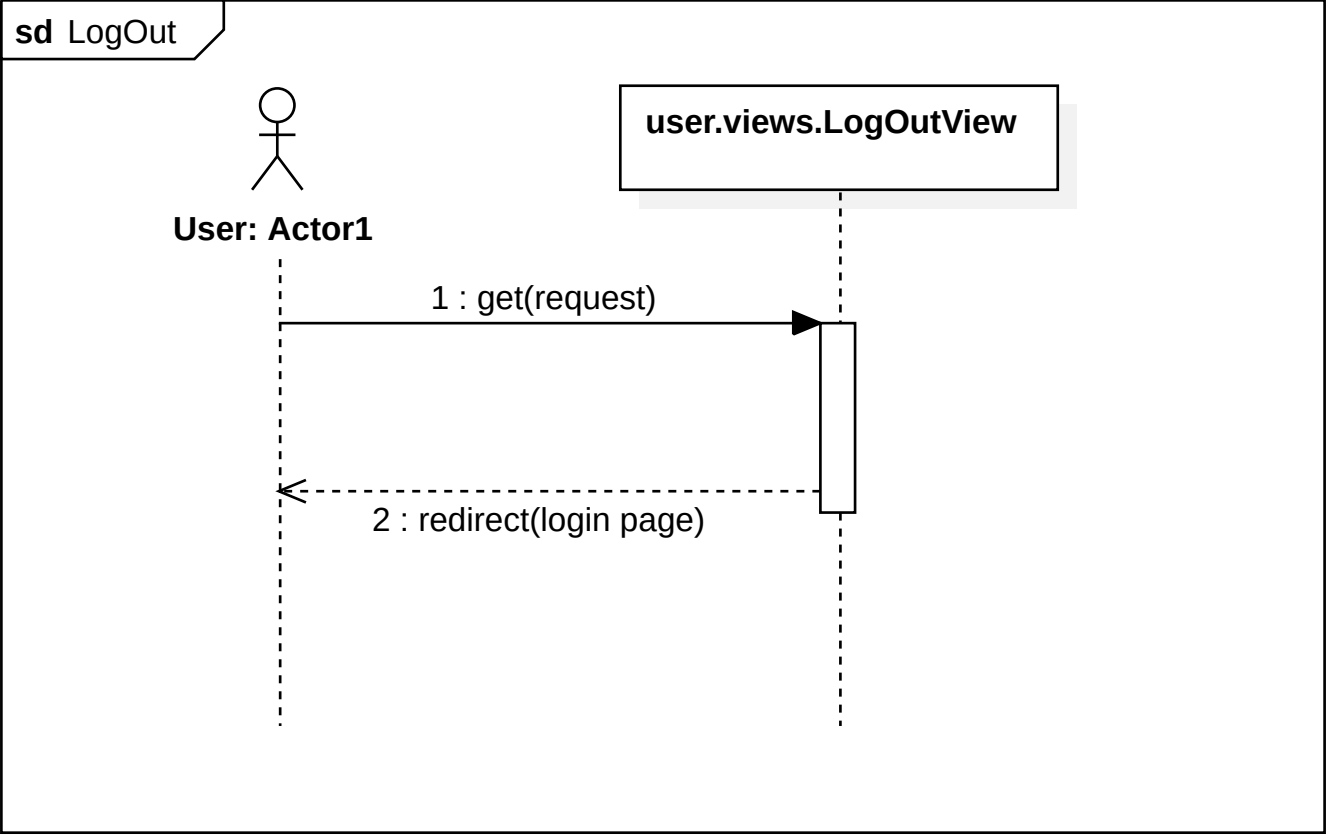 sd LogOut
user.views.LogOutView
User: Actor1
1 : get(request)
2 : redirect(login page)